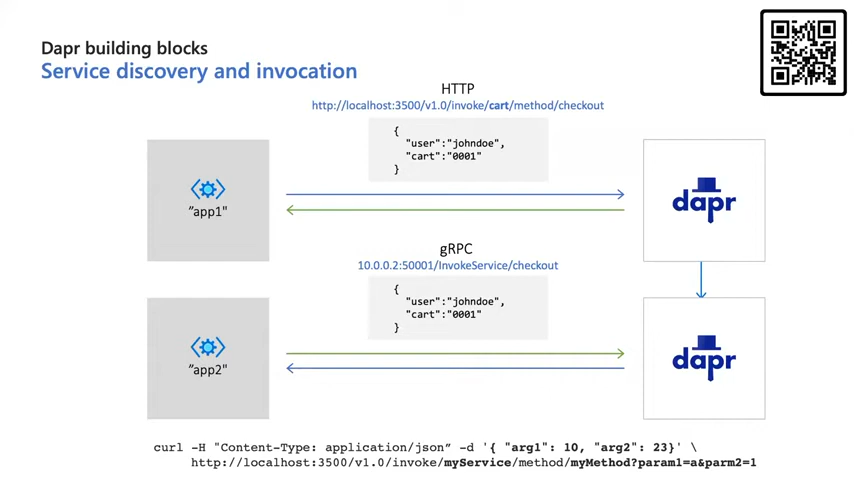 Dapr building blocks
Service discovery and invocation
HTTP
http://localhost:3500/v1.0/invoke/cart/method/checkout
{
"user":"johndoe",
"cart":"0001"
}
”app1"
dapr
gRPC
10.0.0.2:50001/InvokeService/checkout
{
"user":"johndoe",
"cart":"0001"
}
”app2"
dapr
curl -H "Content-Type: application/json” -d '{ "arg1": 10, "arg2": 23}' \
http://localhost:3500/v1.0/invoke/myService/method/myMethod?param1=a&parm2=1